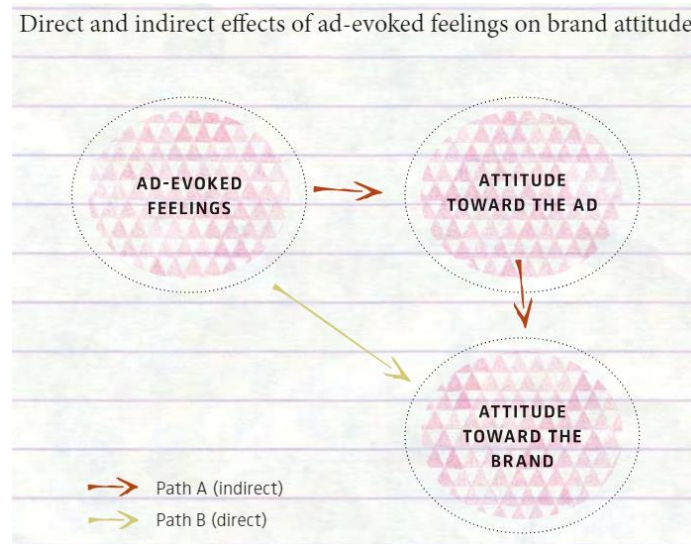 Direct and indirect effects of ad-evoked feelings on brand attitude
AD-EVOKED
FEELINGS
ATTITUDE
TOWARD THE AD
ATTITUDE
TOWARD THE
BRAND
Path A (indirect)
Path B (direct)